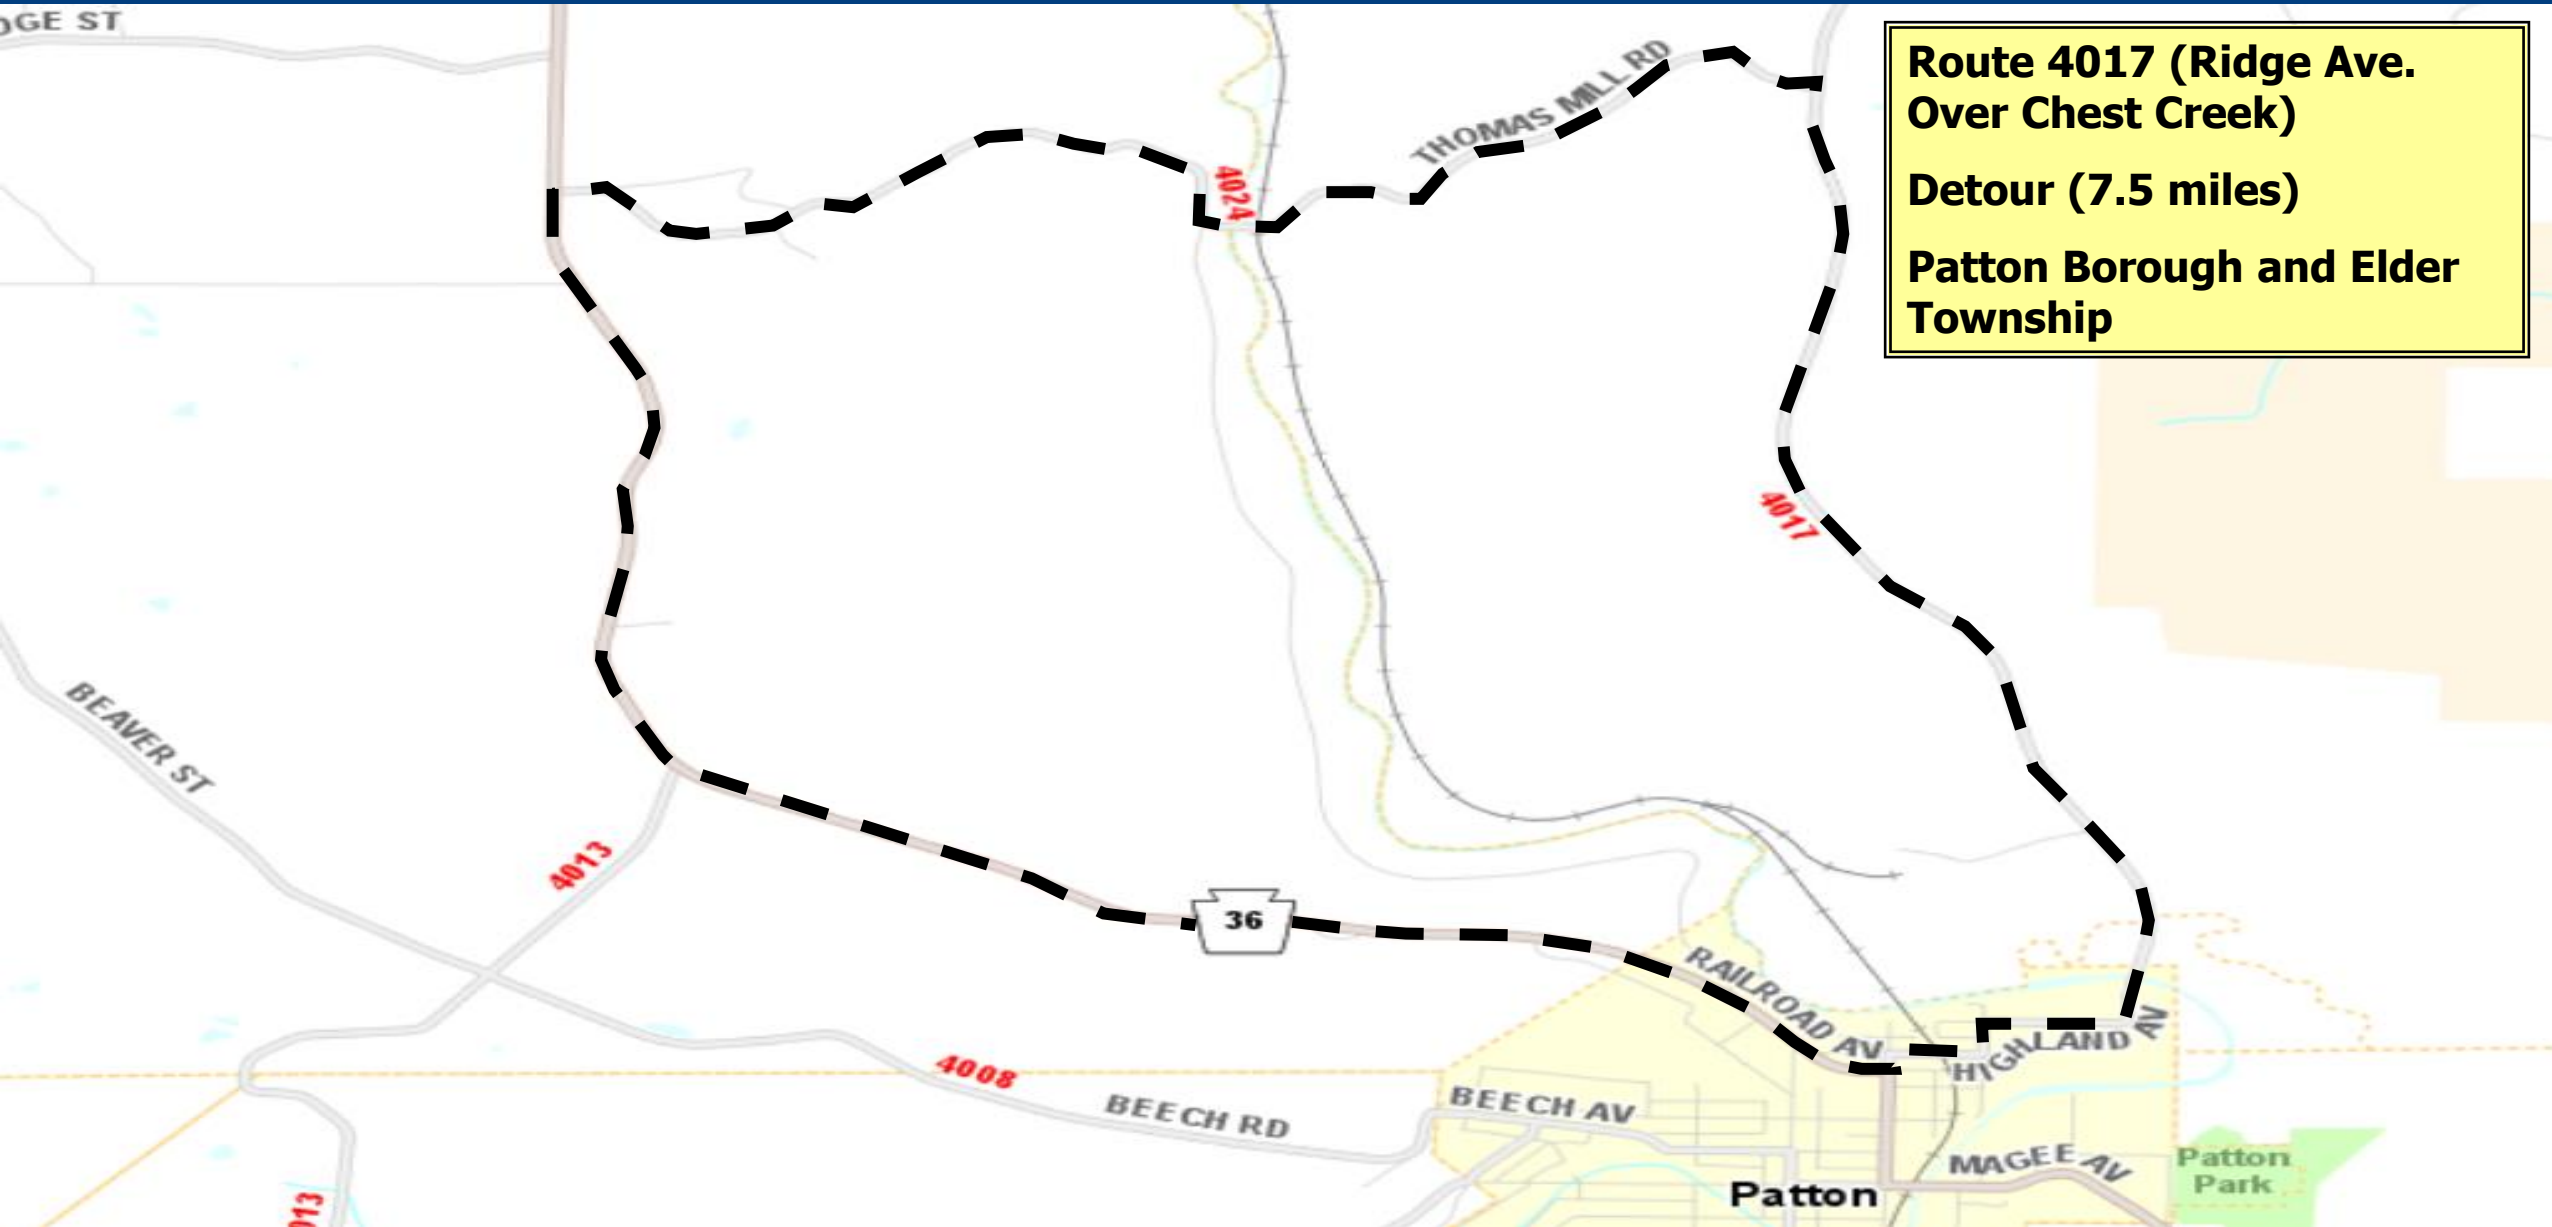 DGE ST
THOMAS MILL RD
Route 4017 (Ridge Ave.
Over Chest Creek)
Detour (7.5 miles)
Patton Borough and Elder
Township
4024
4017
BEAVER ST
4013
36
RAILROAD AV
HIGHLAND AV
4008
BEECH RD
BEECH AV
MAGEE AV
Patton
Park
Patton
013